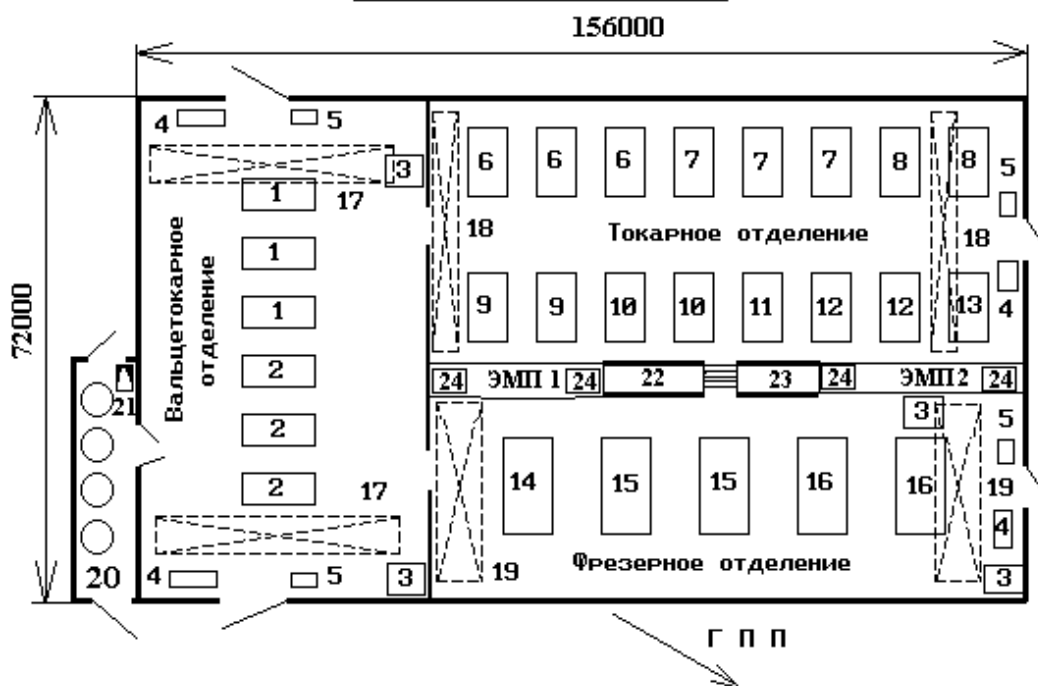 156000
4 5
6 6 6 7 7 7 8 8 5
3
1 17
18 Токарное отделение 18
Вальцетокарное
отделение
1
72000
1
9 9 10 10 11 12 12 13 4
2
24 ЭМП 1 24 22 23 24 ЭМП2 24
21
3 5
2
14 15 15 16 16 19
2 17
4
Фрезерное отделение
19
20 4 5 3 3
Г П П